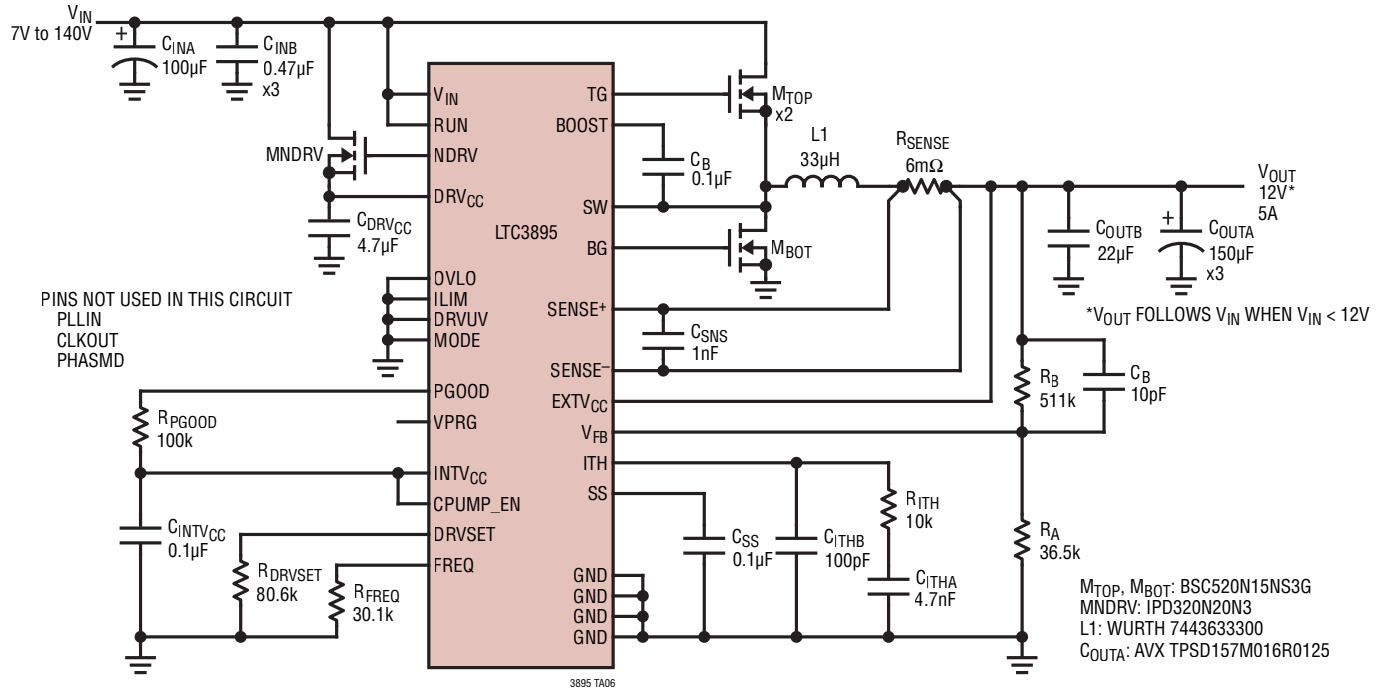 VIN
7V to 140V
CINA
100µF
CINB
0.47µF
x3
MNDRV
CDRVCC
4.7µF
PINS NOT USED IN THIS CIRCUIT
PLLIN
CLKOUT
PHASMD
RPGOOD
100k
CINTVCC
0.1µF
RDRVSET
80.6k
RFREQ
30.1k
VIN
RUN
NDRV
DRVCC
OVLO
ILIM
DRVUV
MODE
PGOOD
VPRG
INTVCC
CPUMP_EN
DRVSET
FREQ
LTC3895
TG
BOOST
SW
BG
SENSE+
SENSE–
EXTVCC
VFB
ITH
SS
GND
GND
GND
GND
MTOP
x2
CB
0.1µF
MBOT
L1
33µH
RSENSE
6mΩ
CSNS
1nF
VOUT
12V*
5A
COUTB
22µF
+
COUTA
150µF
x3
*VOUT FOLLOWS VIN WHEN VIN < 12V
RB
511k
CB
10pF
RA
36.5k
CSS
0.1µF
CITHB
100pF
RITH
10k
CITHA
4.7nF
MTOP, MBOT: BSC520N15NS3G
MNDRV: IPD320N20N3
L1: WURTH 7443633300
COUTA: AVX TPSD157M016R0125
3895 TA06